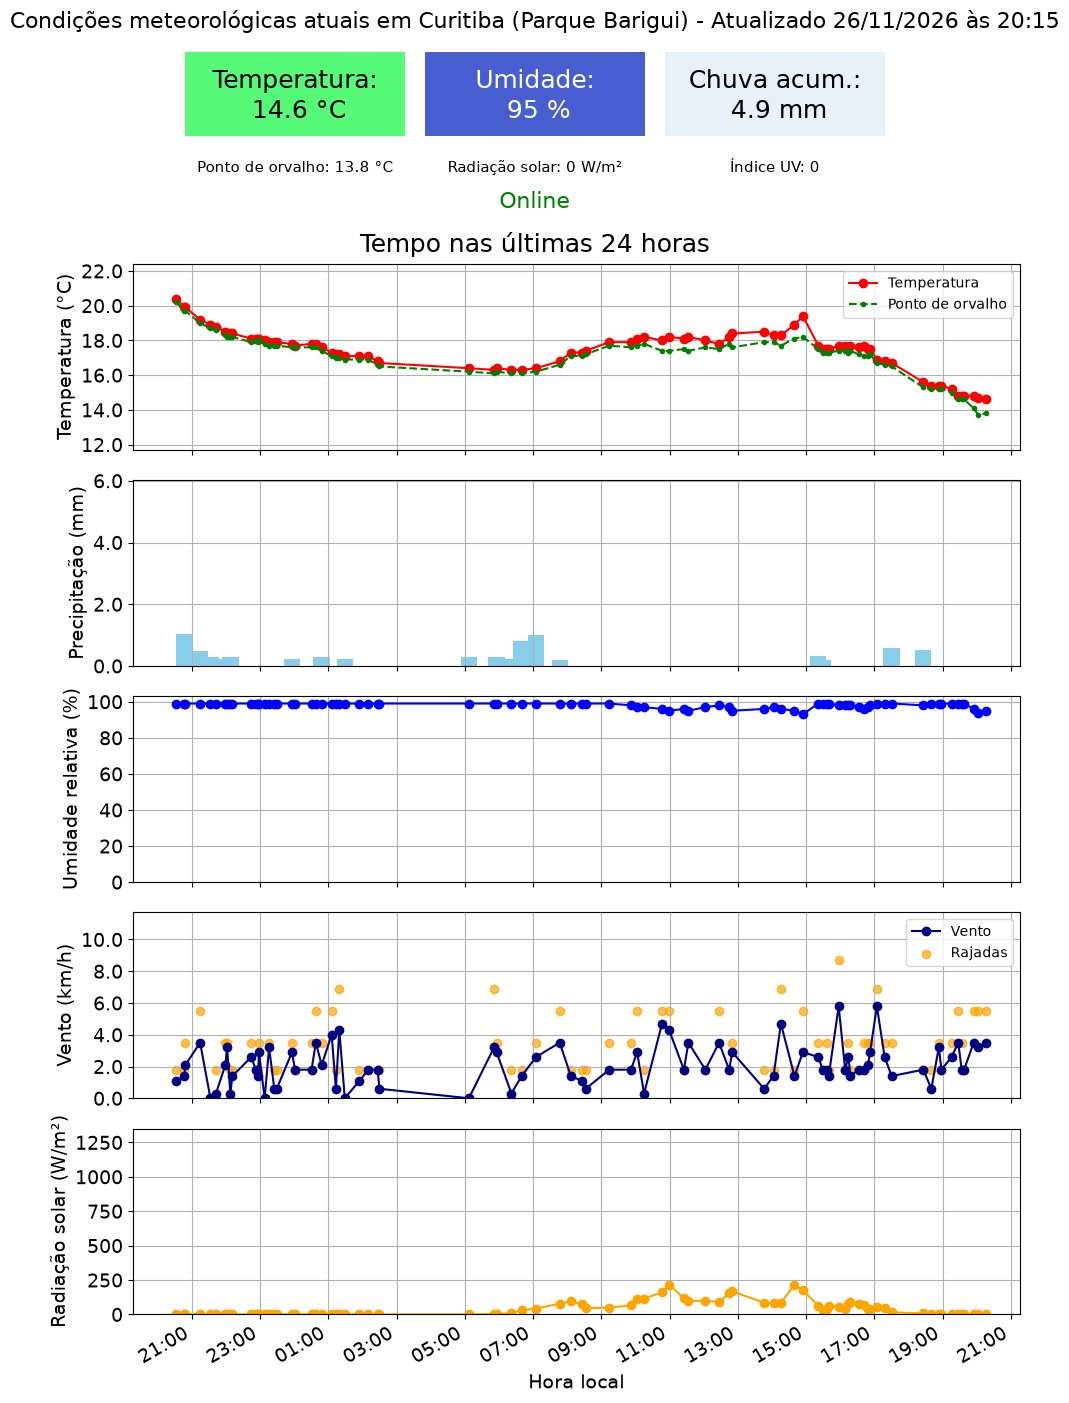 Condições meteorológicas atuais em Curitiba (Parque Barigui) - Atualizado 26/11/2026 às 20:15
Temperatura:
14.6 °C
Umidade:
95 %
Chuva acum.:
4.9 mm
Ponto de orvalho: 13.8 °C
Radiação solar: 0 W/m²
Índice UV: 0
Online
Tempo nas últimas 24 horas
Temperatura (°C)
22.0
20.0
18.0
16.0
14.0
12.0
Temperatura
Ponto de orvalho
Precipitação (mm)
6.0
4.0
2.0
0.0
Umidade relativa (%)
100
80
60
40
20
0
Vento (km/h)
10.0
8.0
6.0
4.0
2.0
0.0
Vento
Rajadas
Radiação solar (W/m²)
1250
1000
750
500
250
0
21:00
23:00
01:00
03:00
05:00
07:00
09:00
11:00
13:00
15:00
17:00
19:00
21:00
Hora local